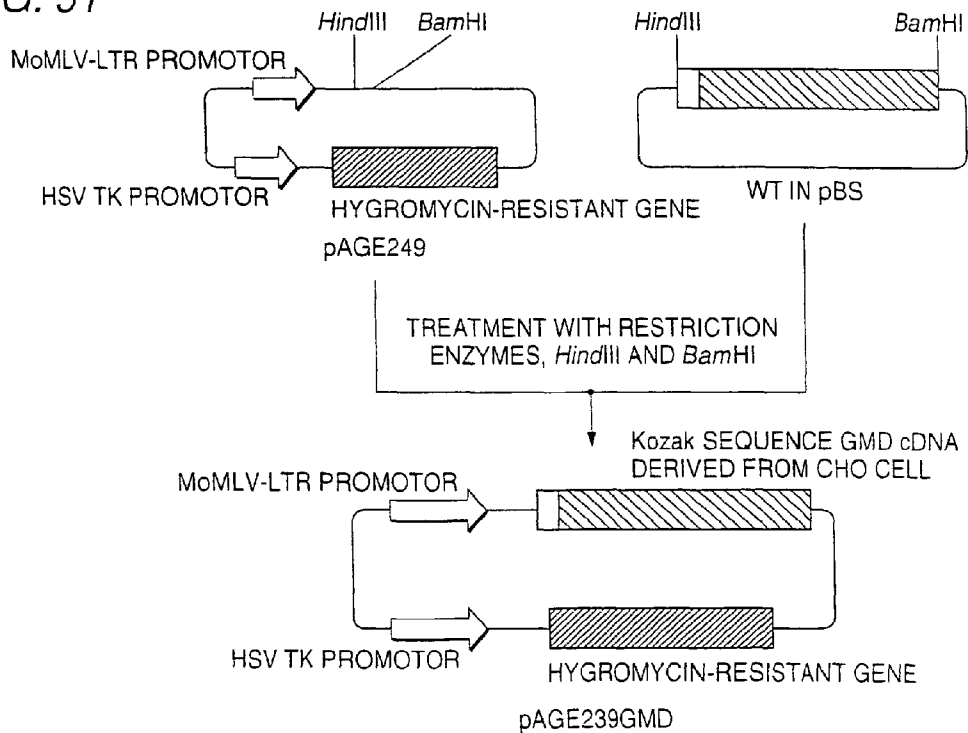 G. 31
HindIII
BamHI
HindIII
BamHI
MoMLV-LTR PROMOTOR
HSV TK PROMOTOR
HYGROMYCIN-RESISTANT GENE
pAGE249
WT IN pBS
TREATMENT WITH RESTRICTION
ENZYMES, HindIII AND BamHI
Kozak SEQUENCE GMD cDNA
DERIVED FROM CHO CELL
MoMLV-LTR PROMOTOR
HSV TK PROMOTOR
HYGROMYCIN-RESISTANT GENE
pAGE239GMD